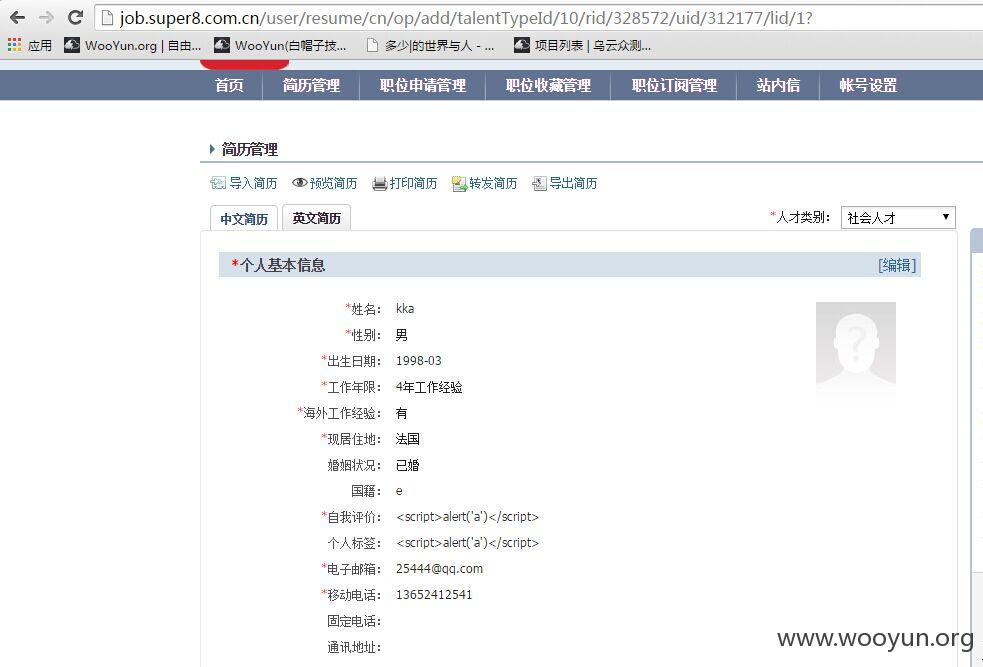 job.super8.com.cn/user/resume/cn/op/add/talentTypeId/10/rid/328572/uid/312177/lid/1?
应用 WooYun.org | 自由... WooYun(白帽子技... 多少|的世界与人 - ... 项目列表 | 乌云众测...
首页 简历管理 职位申请管理 职位收藏管理 职位订阅管理 站内信 帐号设置
简历管理
导入简历 预览简历 打印简历 转发简历 导出简历
中文简历 英文简历 *人才类别： 社会人才
*个人基本信息 [编辑]
*姓名： kka
*性别： 男
*出生日期： 1998-03
*工作年限： 4年工作经验
*海外工作经验： 有
*现居住地： 法国
婚姻状况： 已婚
国籍： e
*自我评价： <script>alert('a')</script>
个人标签： <script>alert('a')</script>
*电子邮箱： 25444@qq.com
*移动电话： 13652412541
固定电话：
通讯地址：
www.wooyun.org